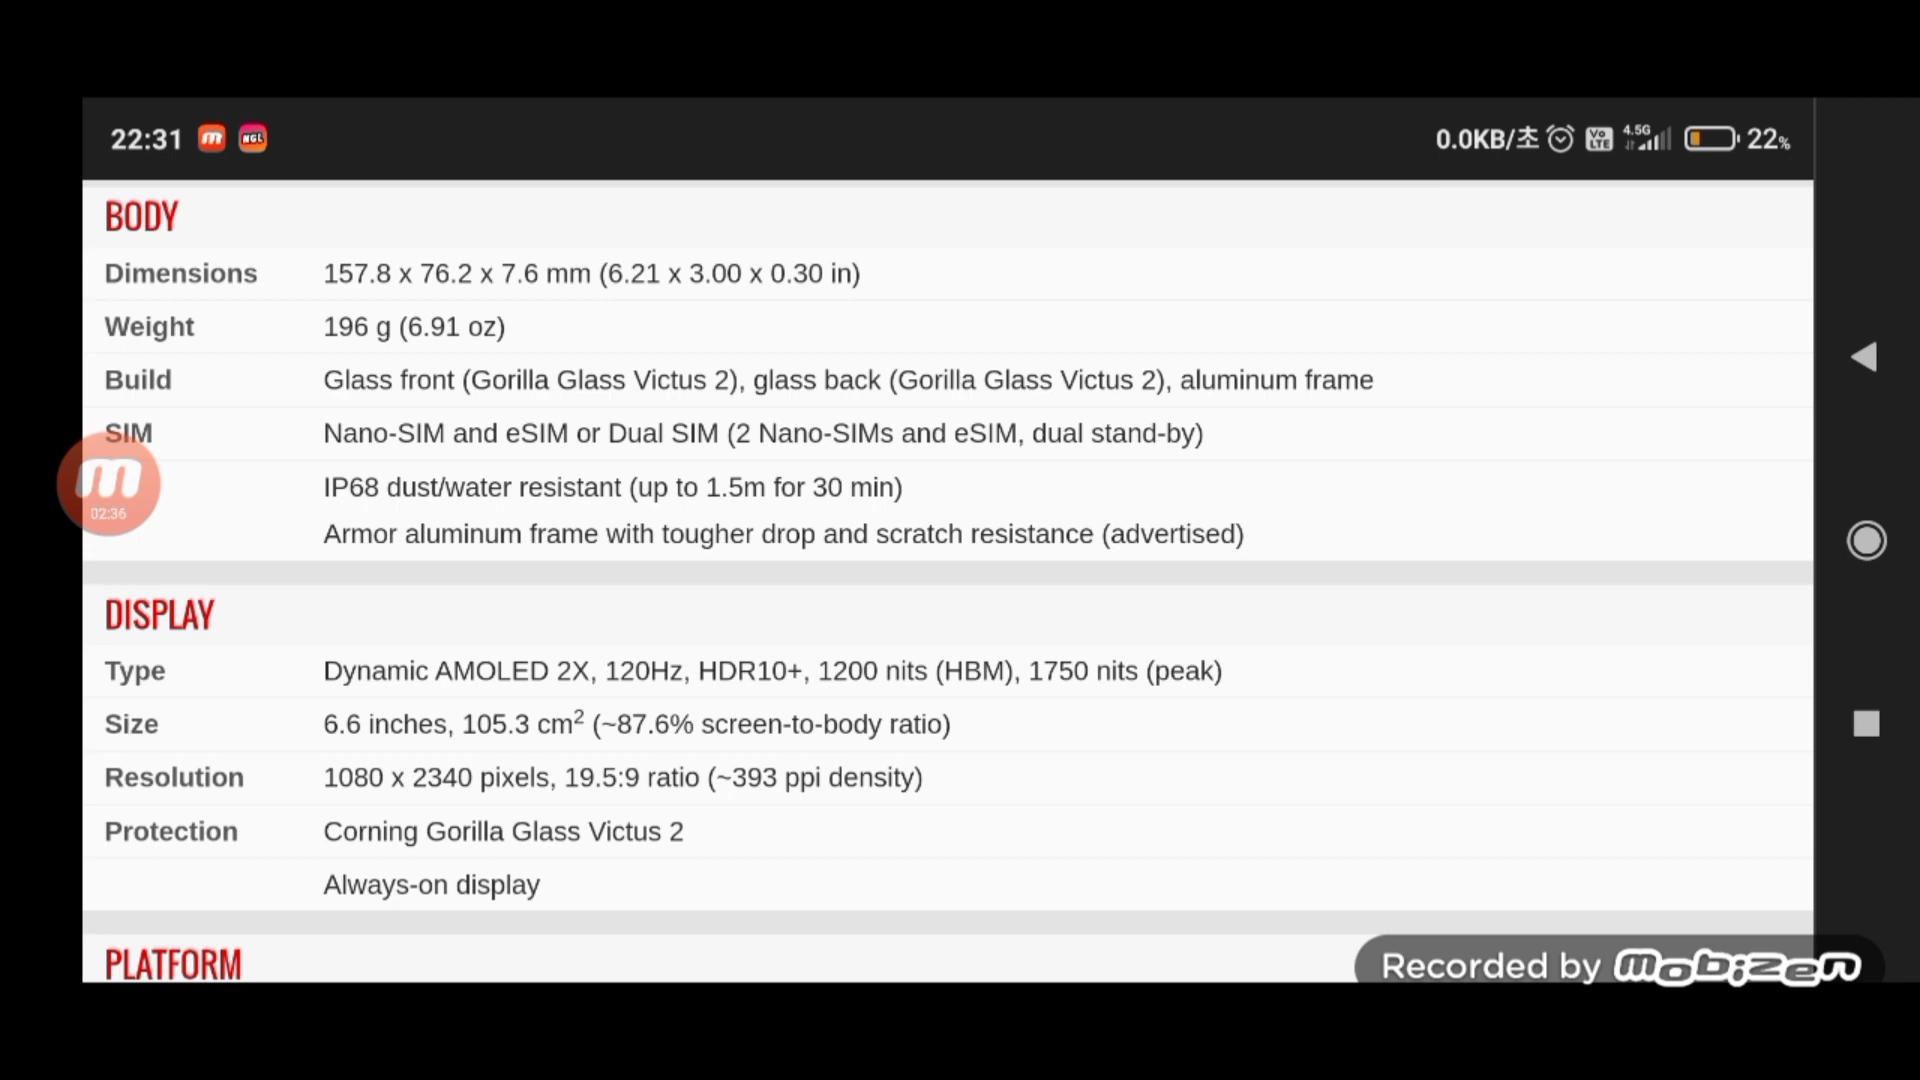 22:31 m NGL 0.0KB/초 Vo LTE 4.5G 22%
BODY
Dimensions 157.8 x 76.2 x 7.6 mm (6.21 x 3.00 x 0.30 in)
Weight 196 g (6.91 oz)
Build Glass front (Gorilla Glass Victus 2), glass back (Gorilla Glass Victus 2), aluminum frame
SIM Nano-SIM and eSIM or Dual SIM (2 Nano-SIMs and eSIM, dual stand-by)
IP68 dust/water resistant (up to 1.5m for 30 min)
m
02:36
Armor aluminum frame with tougher drop and scratch resistance (advertised)
DISPLAY
Type Dynamic AMOLED 2X, 120Hz, HDR10+, 1200 nits (HBM), 1750 nits (peak)
Size 6.6 inches, 105.3 cm² (~87.6% screen-to-body ratio)
Resolution 1080 x 2340 pixels, 19.5:9 ratio (~393 ppi density)
Protection Corning Gorilla Glass Victus 2
Always-on display
PLATFORM
Recorded by mobizen